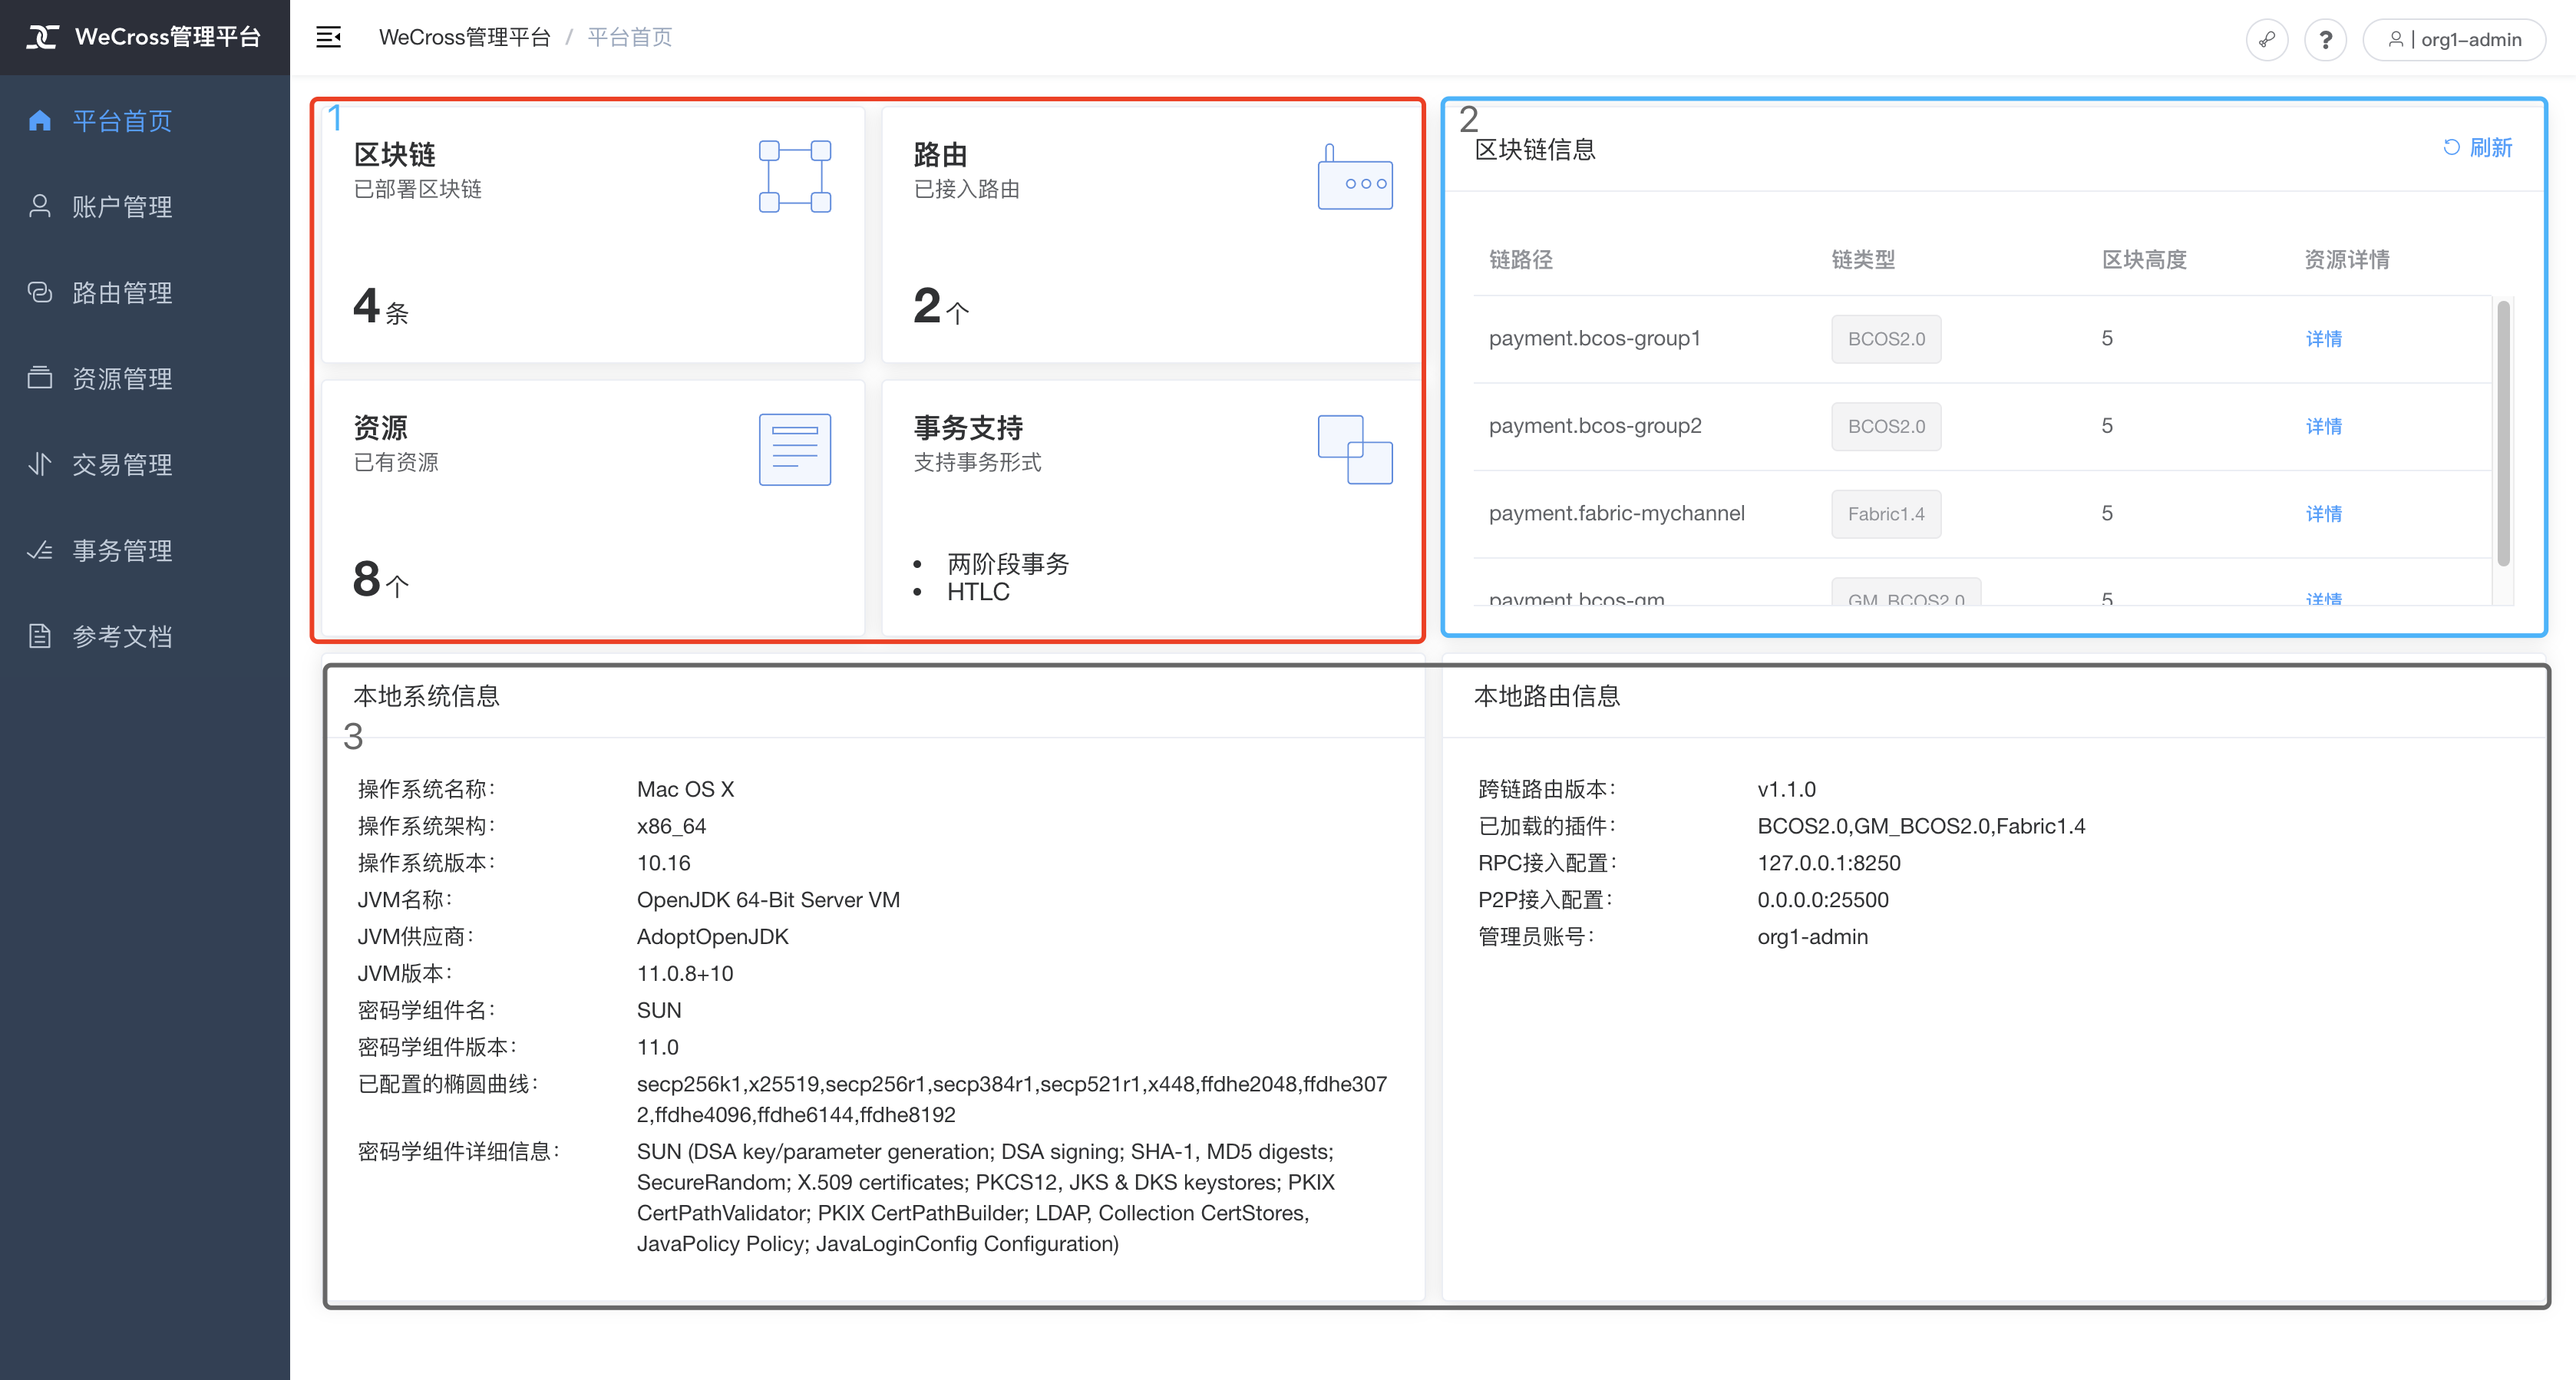 WeCross管理平台
WeCross管理平台 / 平台首页
? | org1-admin
平台首页
账户管理
路由管理
资源管理
交易管理
事务管理
参考文档
1
区块链
已部署区块链
4 条
路由
已接入路由
2 个
资源
已有资源
8 个
事务支持
支持事务形式
• 两阶段事务
• HTLC
2
区块链信息
刷新
链路径 链类型 区块高度 资源详情
payment.bcos-group1 BCOS2.0 5 详情
payment.bcos-group2 BCOS2.0 5 详情
payment.fabric-mychannel Fabric1.4 5 详情
payment.bcos-gm GM_BCOS2.0 5 详情
本地系统信息
3
操作系统名称: Mac OS X
操作系统架构: x86_64
操作系统版本: 10.16
JVM名称: OpenJDK 64-Bit Server VM
JVM供应商: AdoptOpenJDK
JVM版本: 11.0.8+10
密码学组件名: SUN
密码学组件版本: 11.0
已配置的椭圆曲线: secp256k1,x25519,secp256r1,secp384r1,secp521r1,x448,ffdhe2048,ffdhe307
2,ffdhe4096,ffdhe6144,ffdhe8192
密码学组件详细信息: SUN (DSA key/parameter generation; DSA signing; SHA-1, MD5 digests;
SecureRandom; X.509 certificates; PKCS12, JKS & DKS keystores; PKIX
CertPathValidator; PKIX CertPathBuilder; LDAP, Collection CertStores,
JavaPolicy Policy; JavaLoginConfig Configuration)
本地路由信息
跨链路由版本: v1.1.0
已加载的插件: BCOS2.0,GM_BCOS2.0,Fabric1.4
RPC接入配置: 127.0.0.1:8250
P2P接入配置: 0.0.0.0:25500
管理员账号: org1-admin